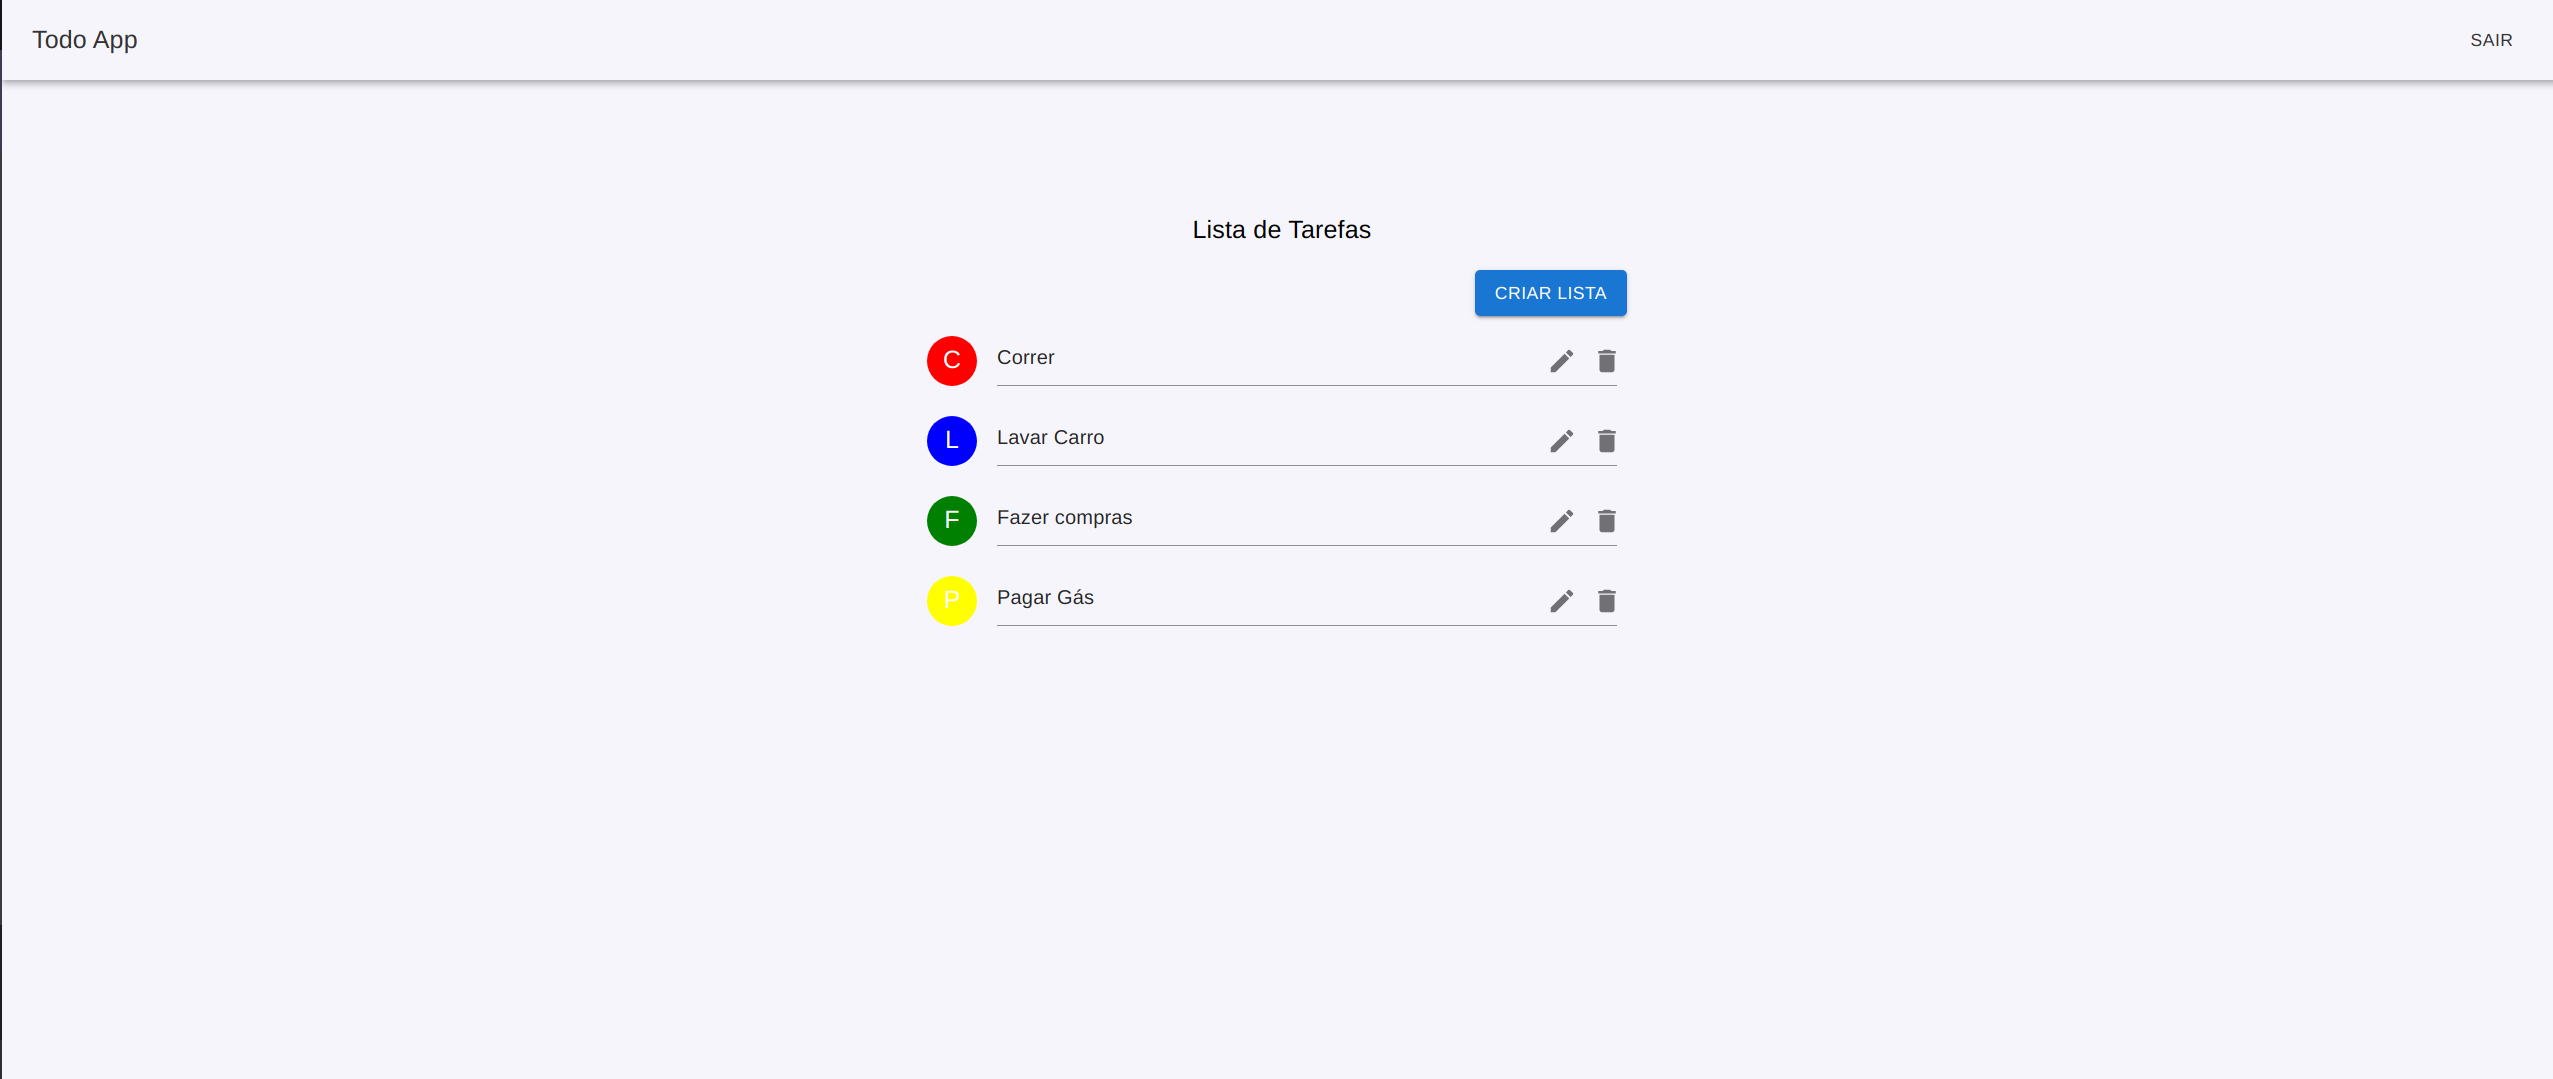 Todo App
SAIR
Lista de Tarefas
CRIAR LISTA
C Correr
L Lavar Carro
F Fazer compras
P Pagar Gás